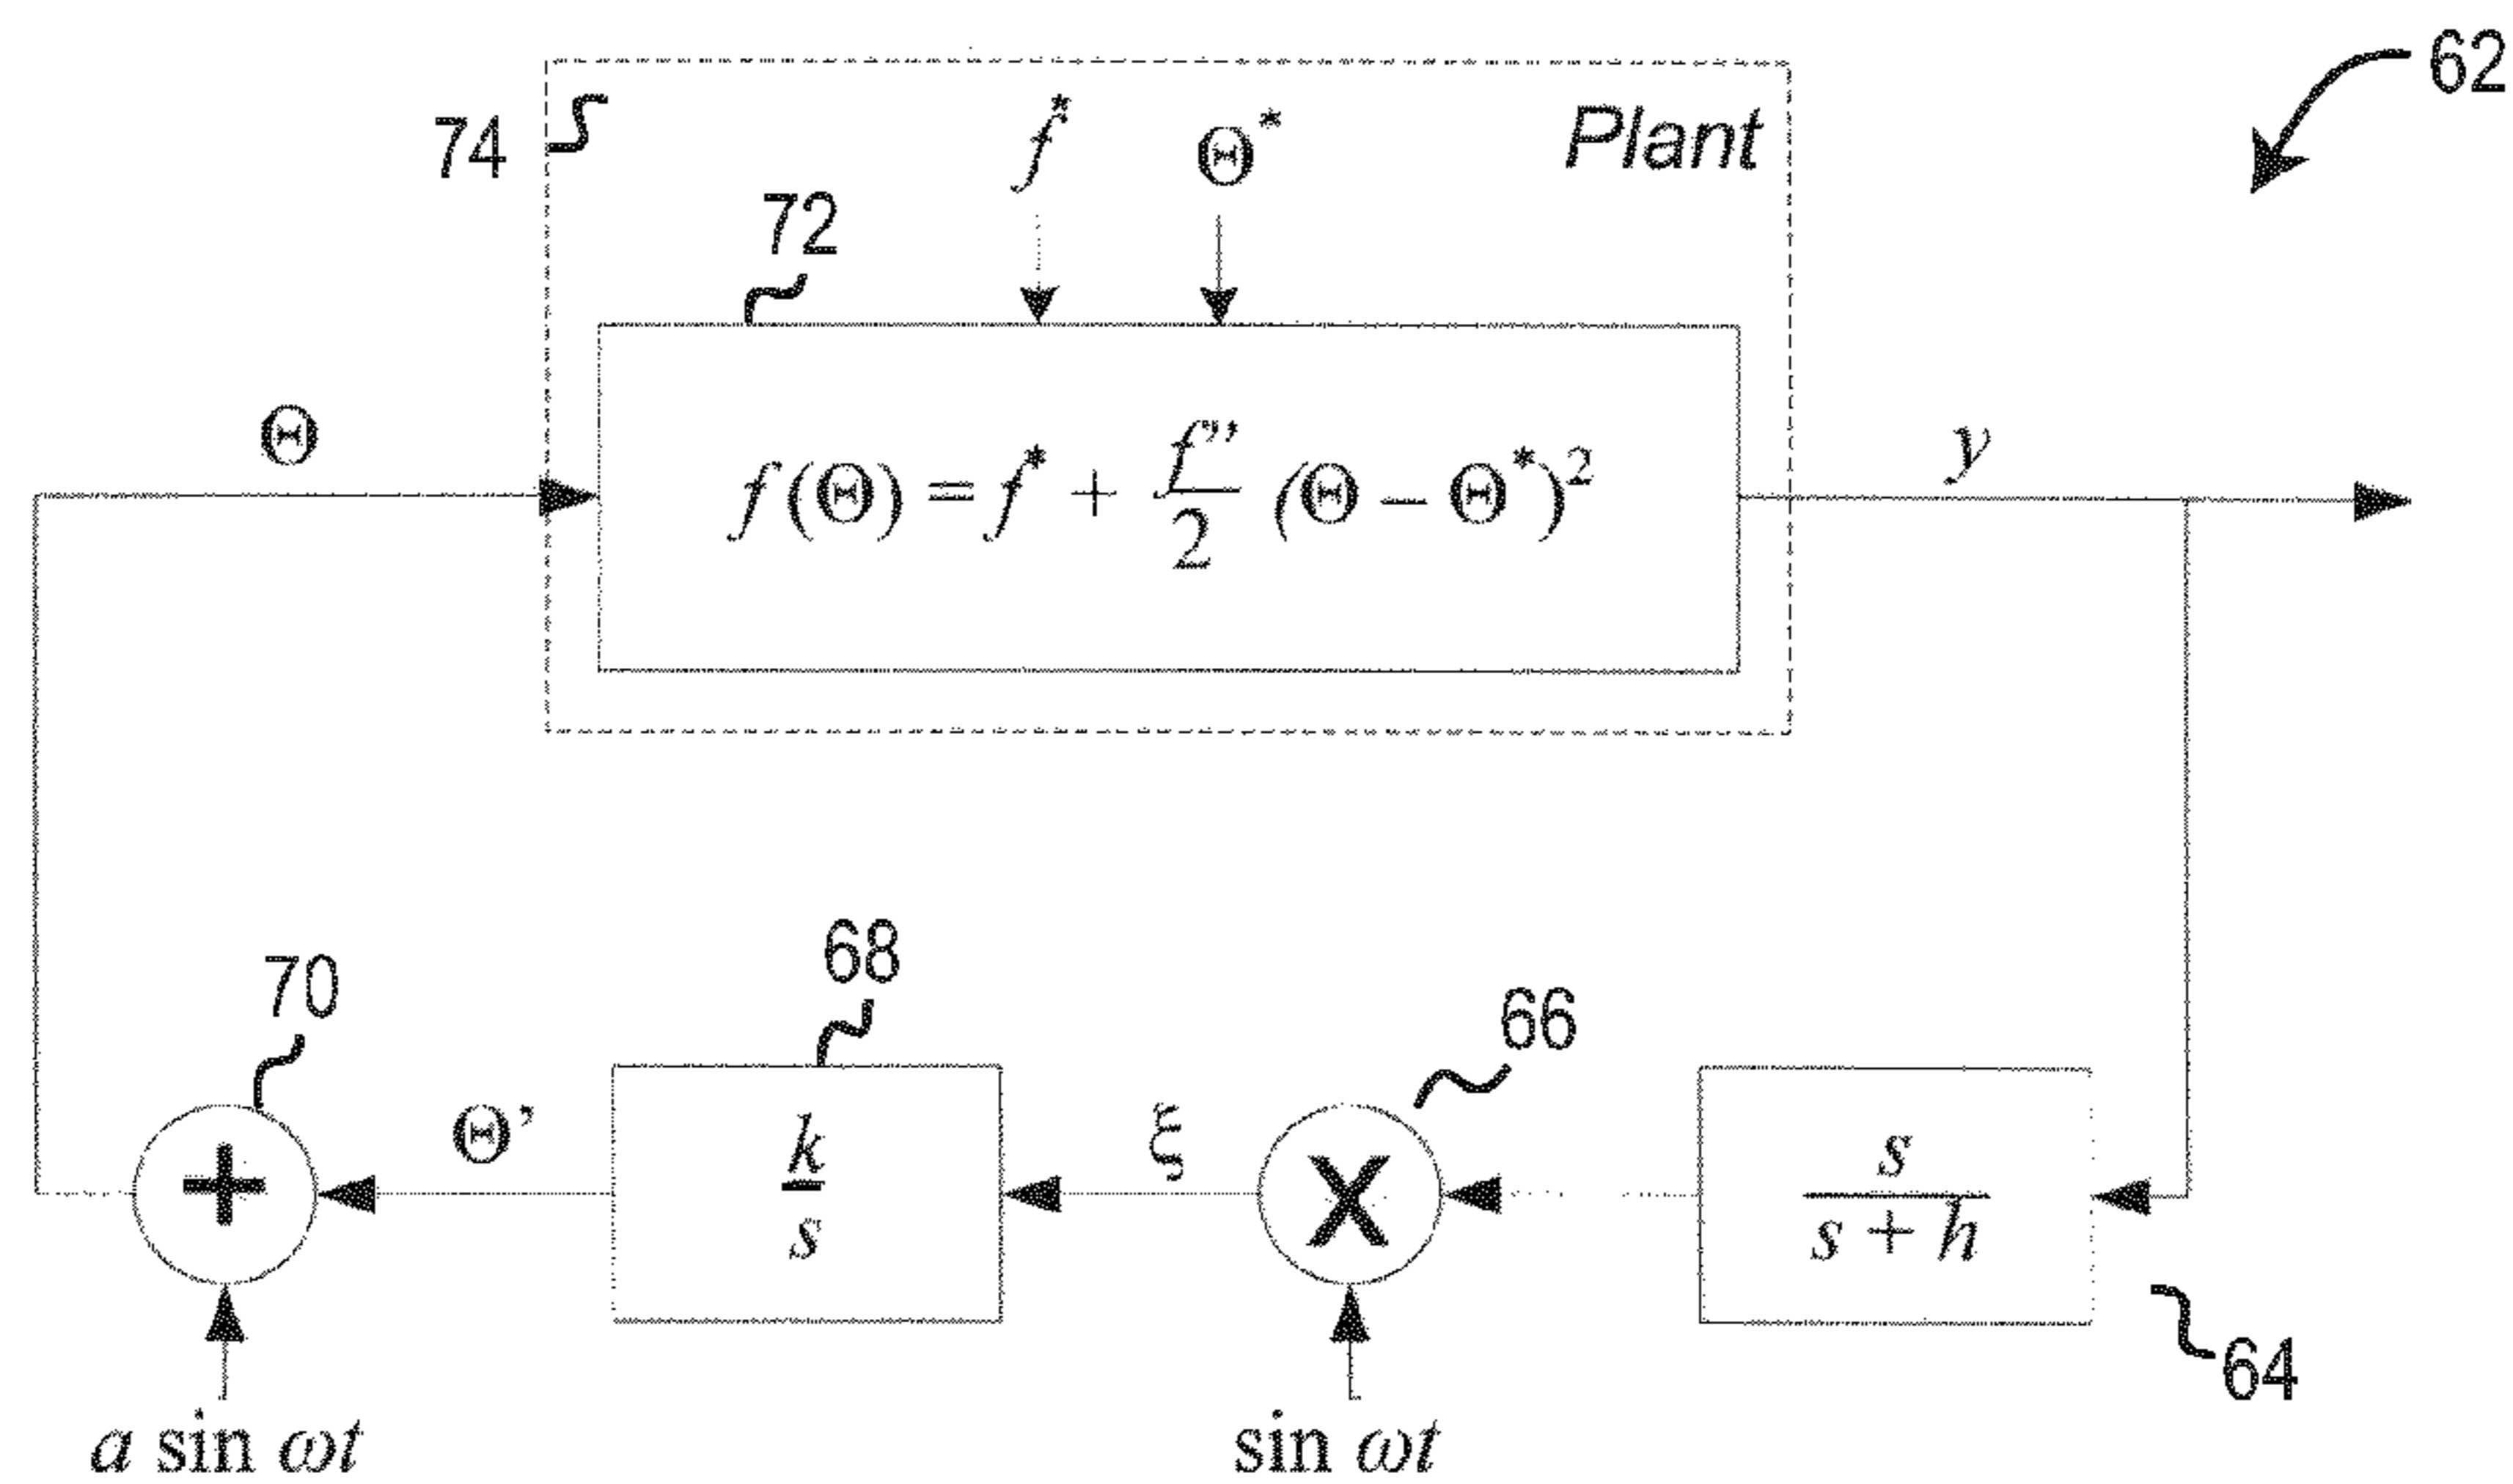 62
74
f*
Θ*
Plant
72
Θ
f(Θ) = f* + f”/2 (Θ – Θ*)2
y
70
68
66
Θ’
k/s
ξ
X
s/s + h
+
64
a sin ωt
sin ωt